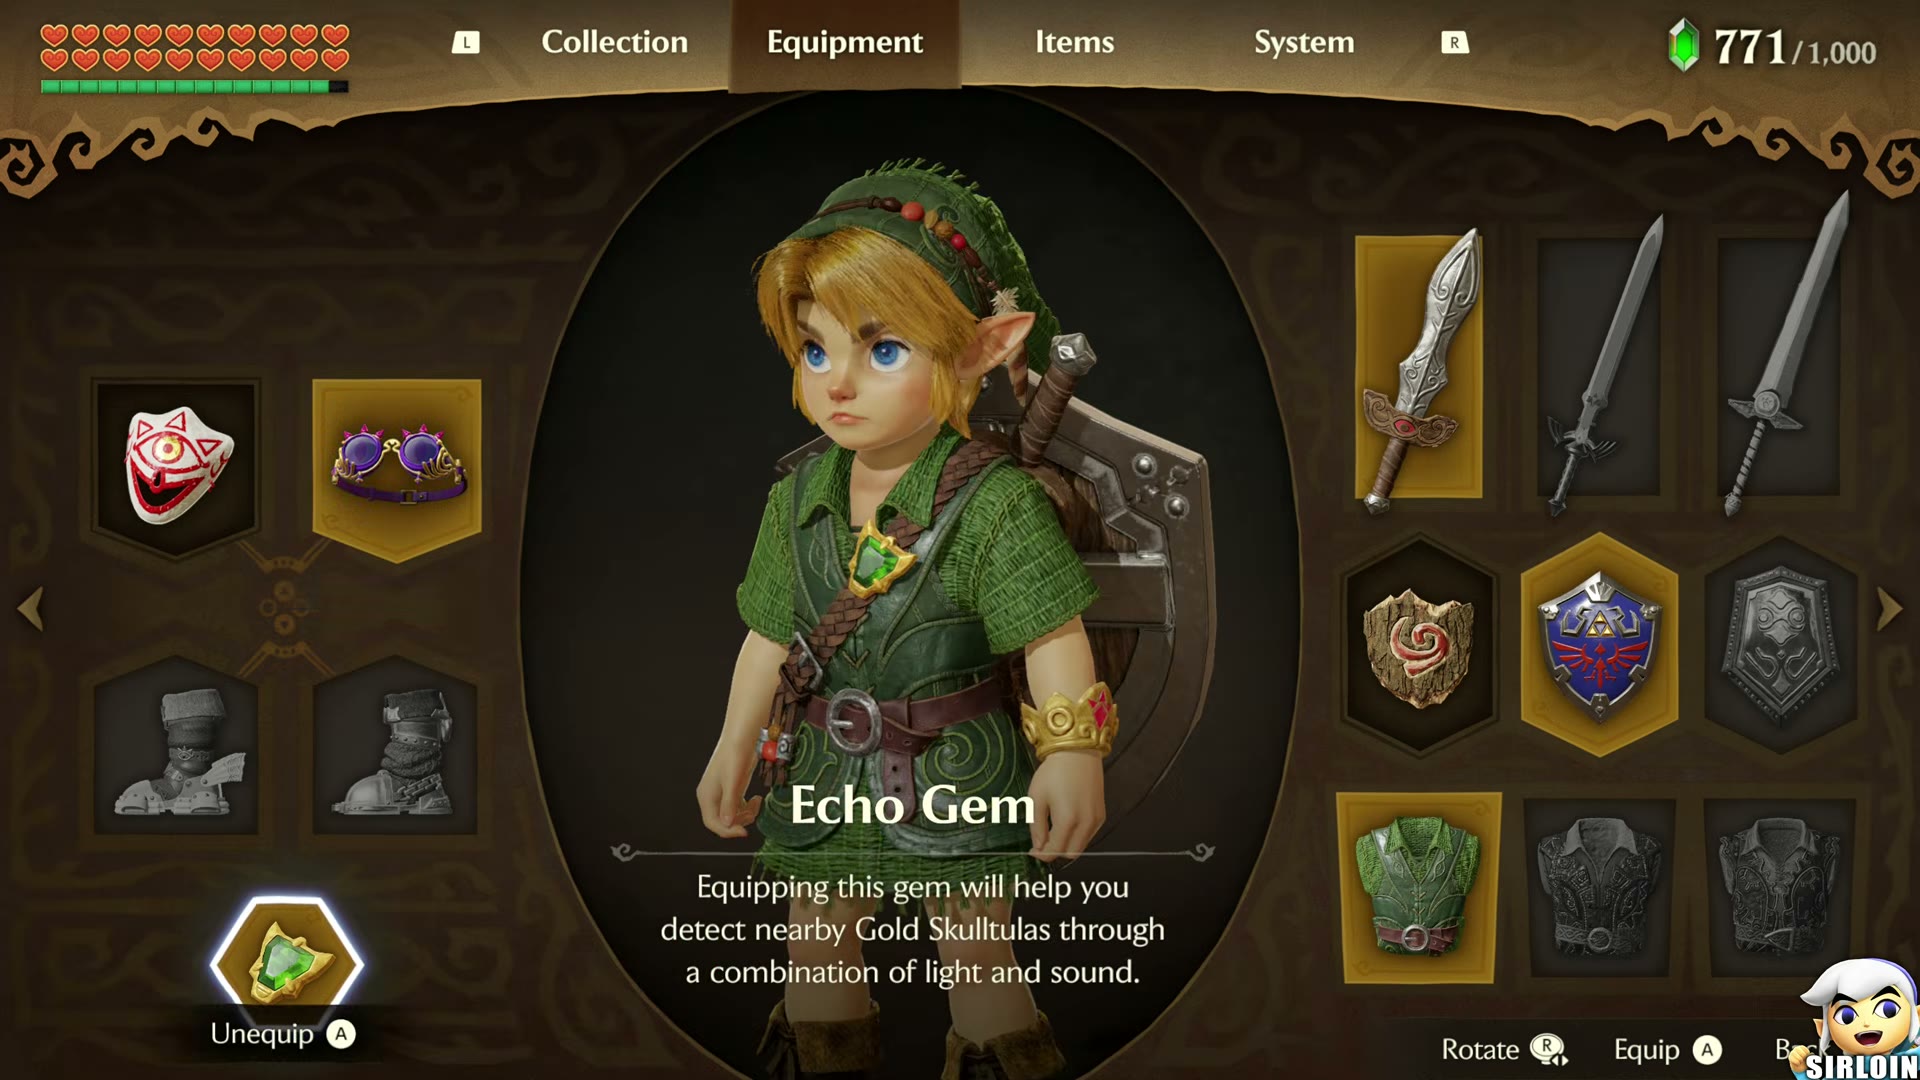 L Collection Equipment Items System R
771/1,000
Echo Gem
Equipping this gem will help you
detect nearby Gold Skulltulas through
a combination of light and sound.
Unequip A
Rotate R Equip A
SIRLOIN